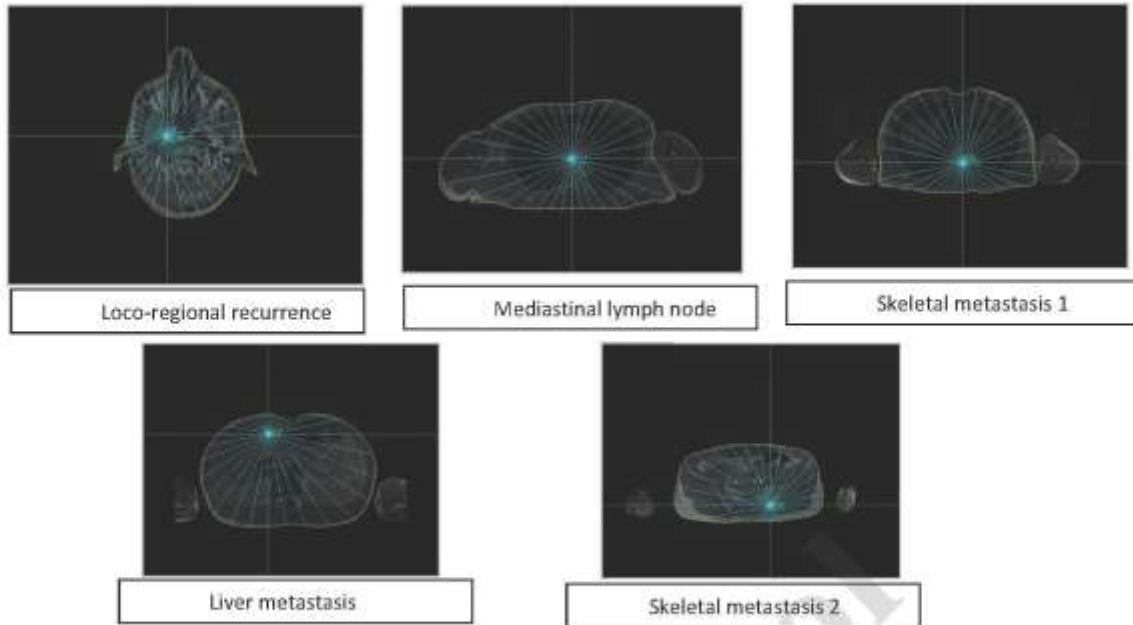 Loco-regional recurrence
Mediastinal lymph node
Skeletal metastasis 1
Liver metastasis
Skeletal metastasis 2